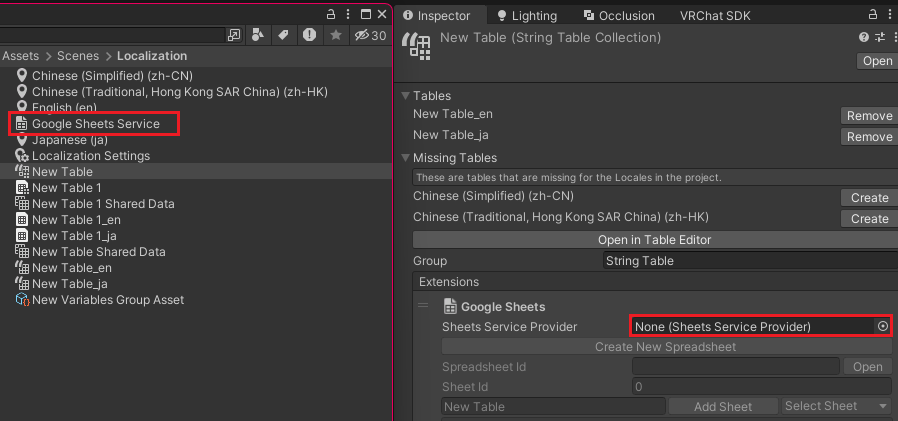 30
Assets > Scenes > Localization
Chinese (Simplified) (zh-CN)
Chinese (Traditional, Hong Kong SAR China) (zh-HK)
English (en)
Google Sheets Service
Japanese (ja)
Localization Settings
New Table
New Table 1
New Table 1 Shared Data
New Table 1_en
New Table 1_ja
New Table Shared Data
New Table_en
New Table_ja
New Variables Group Asset
Inspector Lighting Occlusion VRChat SDK
New Table (String Table Collection)
Open
Tables
New Table_en Remove
New Table_ja Remove
Missing Tables
These are tables that are missing for the Locales in the project.
Chinese (Simplified) (zh-CN) Create
Chinese (Traditional, Hong Kong SAR China) (zh-HK) Create
Open in Table Editor
Group String Table
Extensions
Google Sheets
Sheets Service Provider None (Sheets Service Provider)
Create New Spreadsheet
Spreadsheet Id Open
Sheet Id 0
New Table Add Sheet Select Sheet